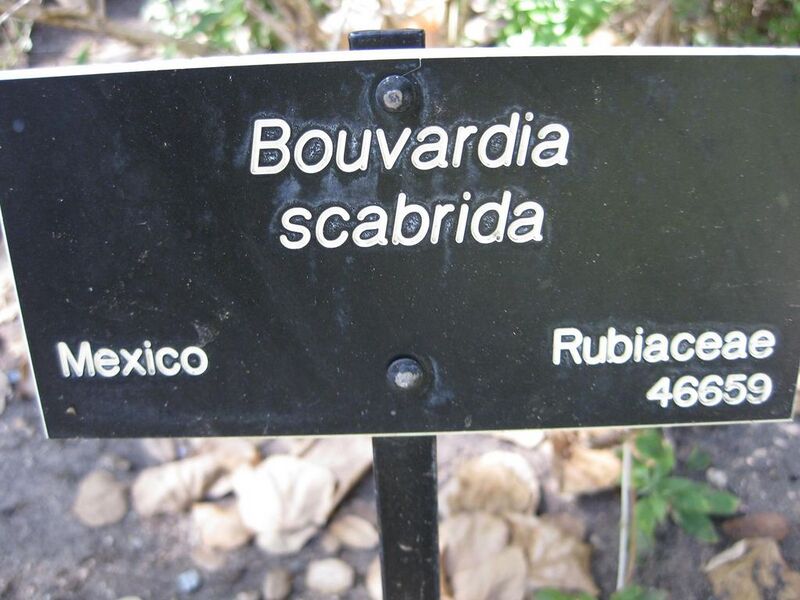 Bouvardia
scabrida
Mexico
Rubiaceae
46659